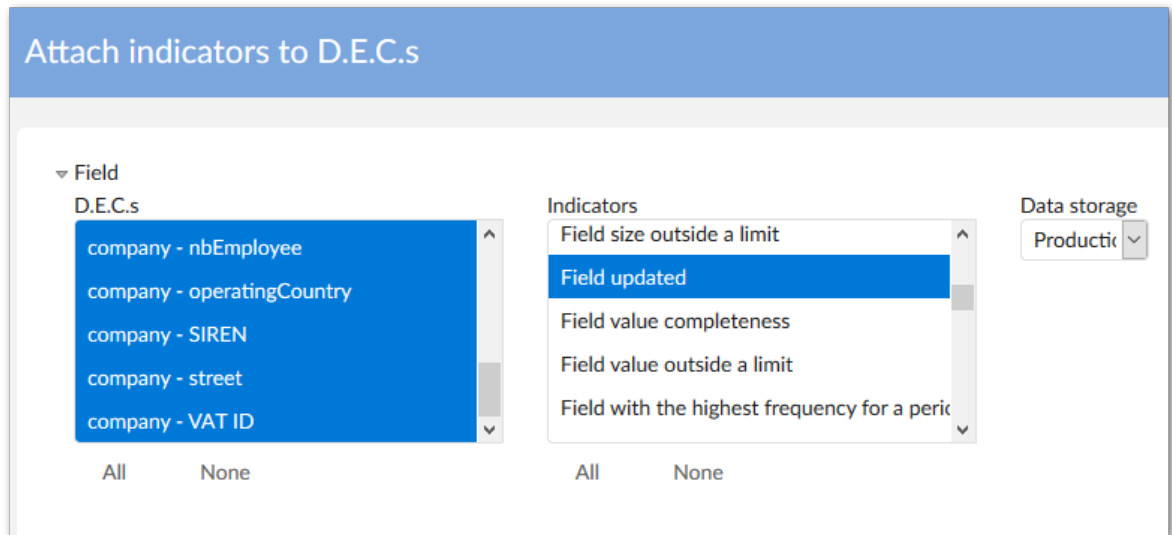 Attach indicators to D.E.C.s
Field
D.E.C.s
company - nbEmployee
company - operatingCountry
company - SIREN
company - street
company - VAT ID
All None
Indicators
Field size outside a limit
Field updated
Field value completeness
Field value outside a limit
Field with the highest frequency for a peric
All None
Data storage
Productic